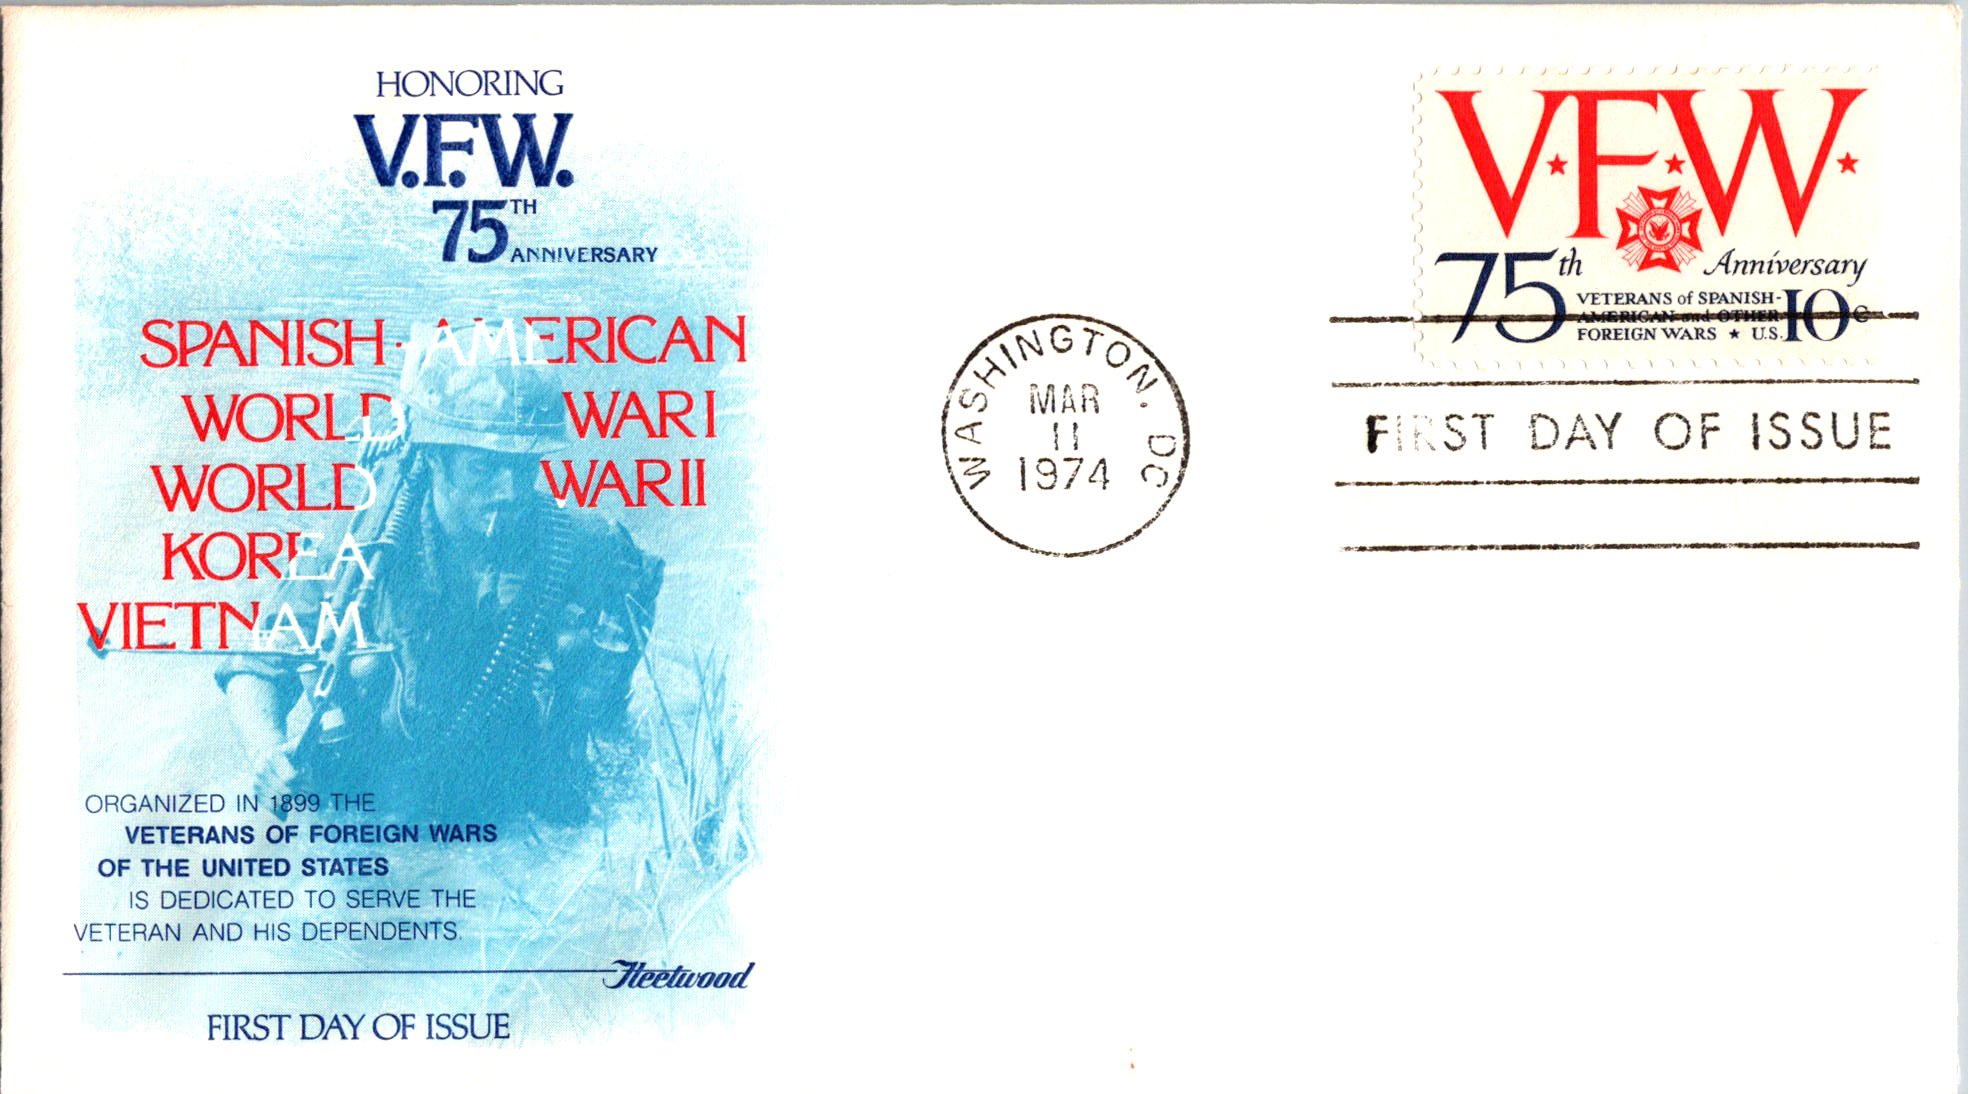 HONORING
V.F.W.
75TH
ANNIVERSARY
SPANISH-AMERICAN
WORLD WAR I
WORLD WAR II
KOREA
VIETNAM
ORGANIZED IN 1899 THE
VETERANS OF FOREIGN WARS
OF THE UNITED STATES
IS DEDICATED TO SERVE THE
VETERAN AND HIS DEPENDENTS.
Fleetwood
FIRST DAY OF ISSUE
WASHINGTON. DC
MAR
11
1974
V★F★W★
75th Anniversary
VETERANS of SPANISH-
AMERICAN and OTHER
FOREIGN WARS ★ U.S. 10c
FIRST DAY OF ISSUE